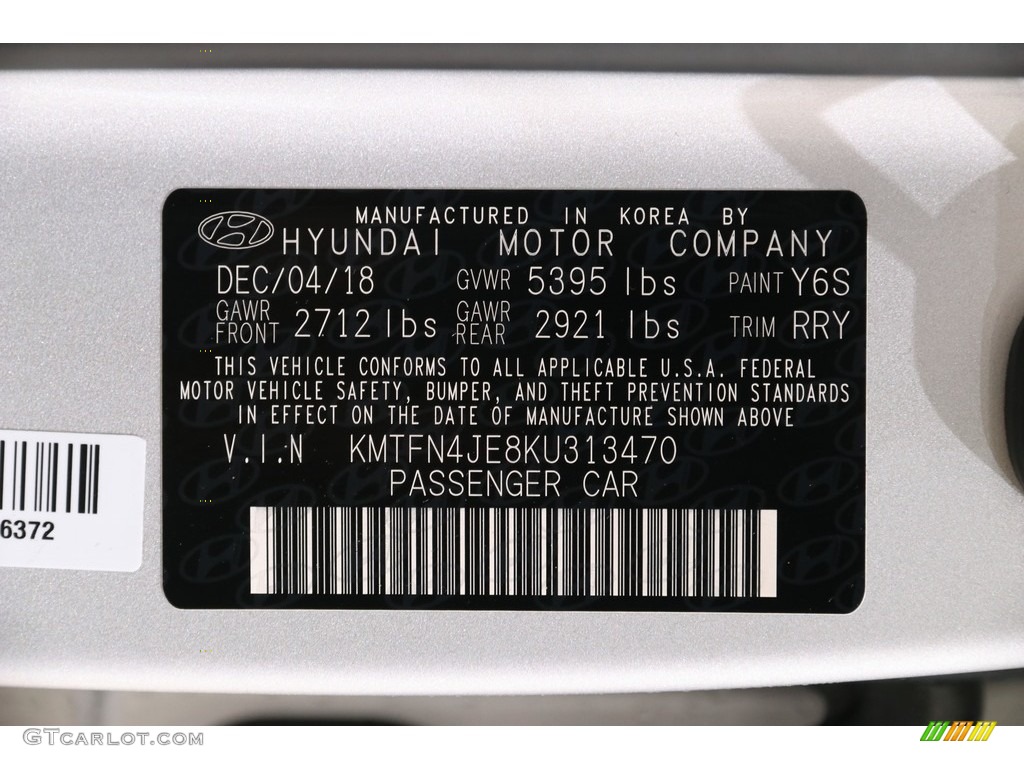 MANUFACTURED IN KOREA BY
HYUNDAI MOTOR COMPANY
DEC/04/18 GVWR 5395 lbs PAINT Y6S
GAWR FRONT 2712 lbs GAWR REAR 2921 lbs TRIM RRY
THIS VEHICLE CONFORMS TO ALL APPLICABLE U.S.A. FEDERAL
MOTOR VEHICLE SAFETY, BUMPER, AND THEFT PREVENTION STANDARDS
IN EFFECT ON THE DATE OF MANUFACTURE SHOWN ABOVE
V.I.N KMTFN4JE8KU313470
PASSENGER CAR
6372
GTCarlot.com